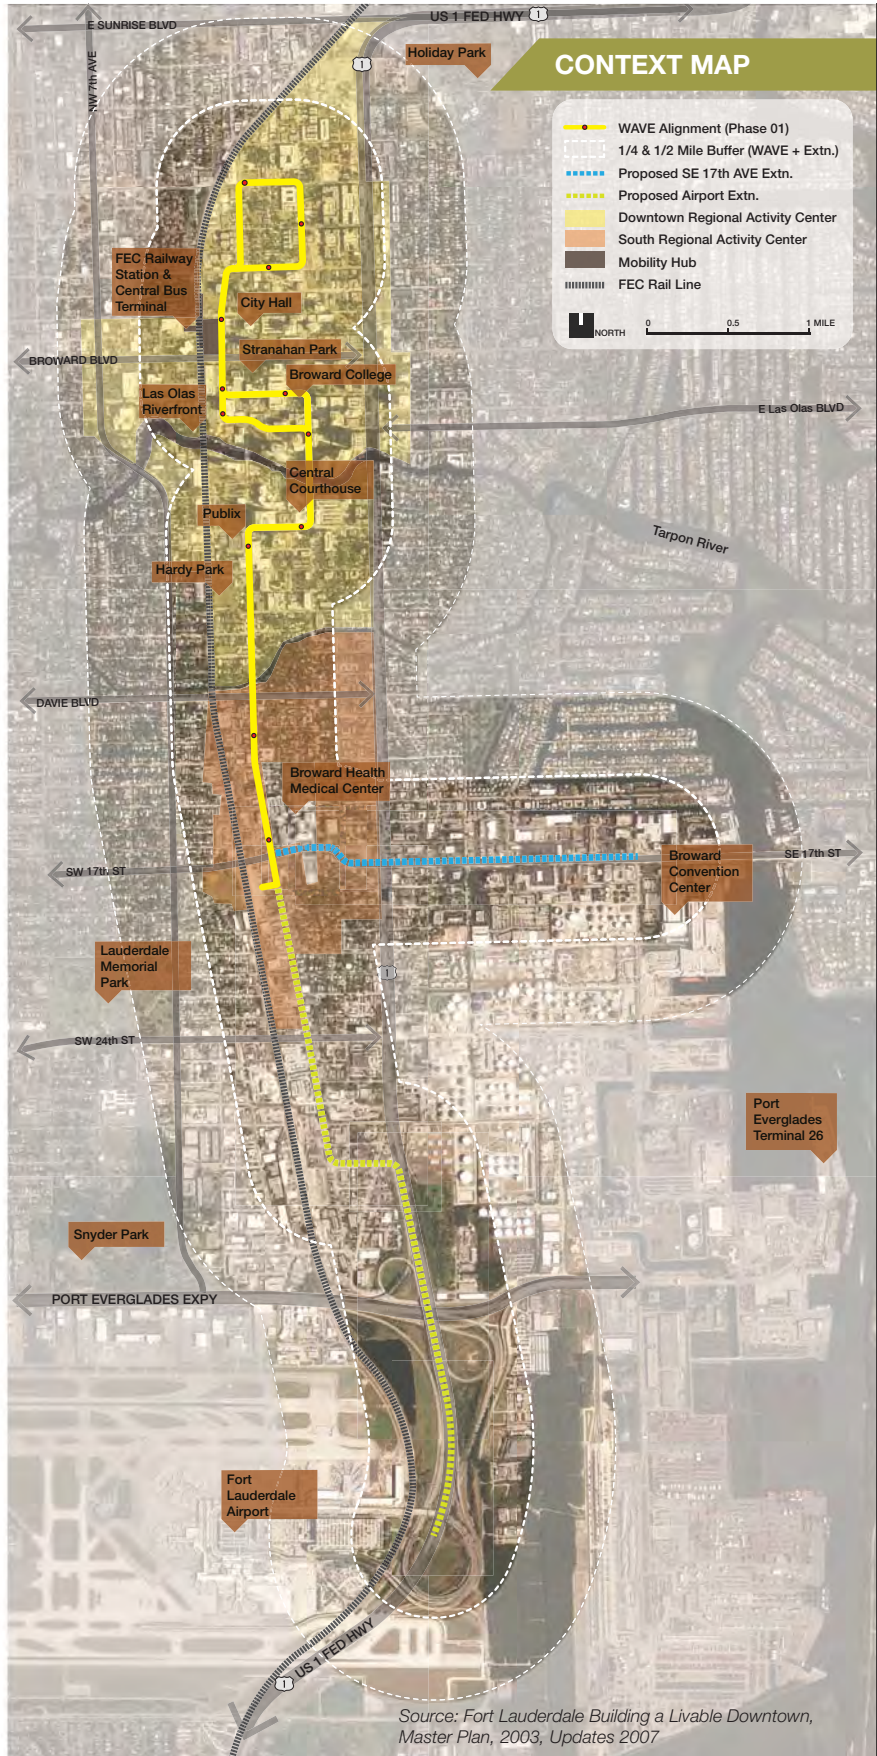 E SUNRISE BLVD
US 1 FED HWY
1
NW 7th AVE
1
Holiday Park
CONTEXT MAP
WAVE Alignment (Phase 01)
1/4 & 1/2 Mile Buffer (WAVE + Extn.)
Proposed SE 17th AVE Extn.
Proposed Airport Extn.
Downtown Regional Activity Center
South Regional Activity Center
Mobility Hub
FEC Rail Line
NORTH
0
0.5
1 MILE
FEC Railway
Station &
Central Bus
Terminal
City Hall
Stranahan Park
BROWARD BLVD
Broward College
Las Olas
Riverfront
E Las Olas BLVD
Central
Courthouse
Publix
Tarpon River
Hardy Park
DAVIE BLVD
Broward Health
Medical Center
SW 17th ST
Broward
Convention
Center
SE 17th ST
Lauderdale
Memorial
Park
1
SW 24th ST
Port
Everglades
Terminal 26
Snyder Park
PORT EVERGLADES EXPY
Fort
Lauderdale
Airport
1
US 1 FED HWY
Source: Fort Lauderdale Building a Livable Downtown,
Master Plan, 2003, Updates 2007